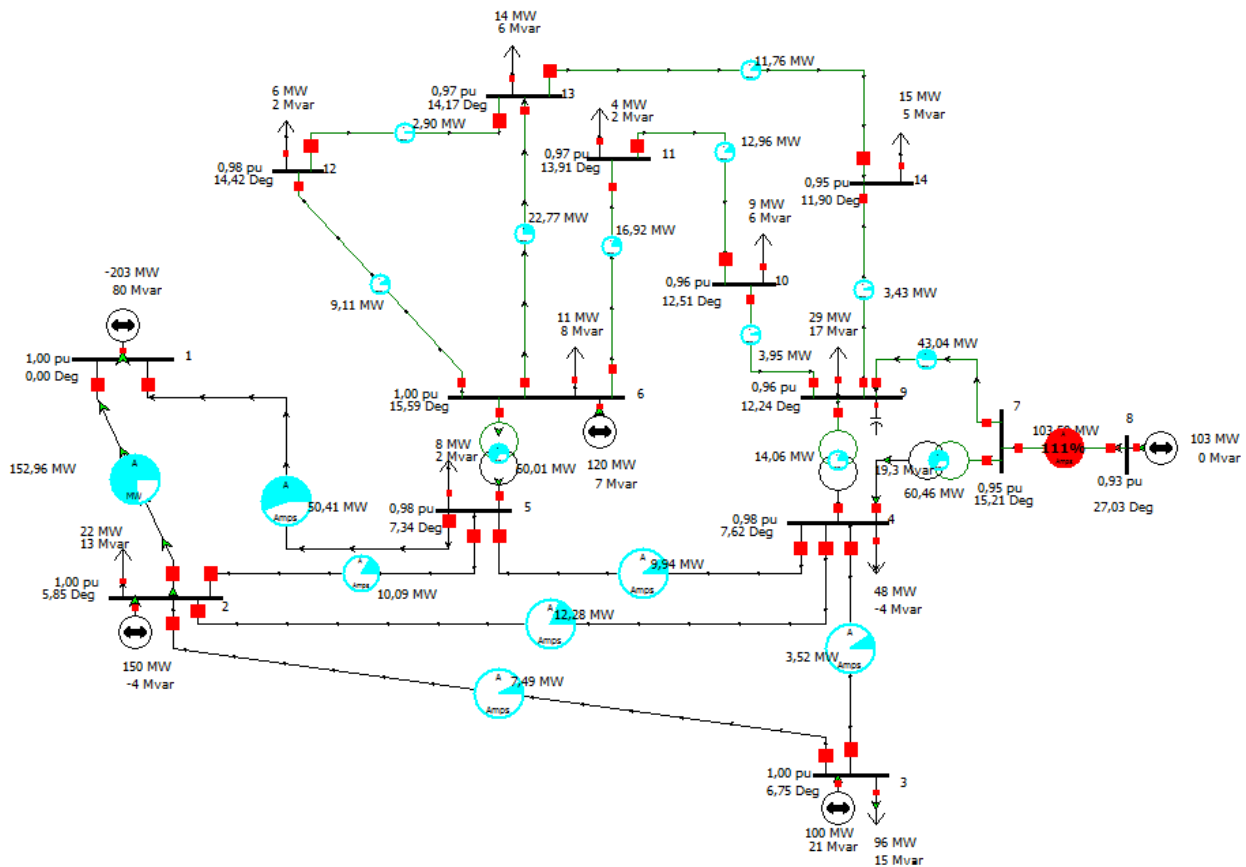 14 MW
6 Mvar
11,76 MW
0,97 pu
14,17 Deg
13
6 MW
2 Mvar
2,90 MW
4 MW
2 Mvar
12,96 MW
15 MW
5 Mvar
0,98 pu
14,42 Deg
12
0,97 pu
13,91 Deg
11
0,95 pu
11,90 Deg
14
22,77 MW
16,92 MW
9 MW
6 Mvar
-203 MW
80 Mvar
9,11 MW
0,96 pu
12,51 Deg
10
3,43 MW
11 MW
8 Mvar
29 MW
17 Mvar
43,04 MW
1,00 pu
0,00 Deg
1
3,95 MW
1,00 pu
15,59 Deg
6
0,96 pu
12,24 Deg
9
7
8
103 MW
0 Mvar
111%
Amps
152,96 MW
A
MW
A
Amps
50,41 MW
8 MW
2 Mvar
60,01 MW
120 MW
7 Mvar
14,06 MW
19,3 Mvar
60,46 MW
0,95 pu
15,21 Deg
0,93 pu
27,03 Deg
0,98 pu
7,34 Deg
5
0,98 pu
7,62 Deg
4
22 MW
13 Mvar
A
Amps
10,09 MW
A
Amps
9,94 MW
1,00 pu
5,85 Deg
2
A
Amps
12,28 MW
48 MW
-4 Mvar
150 MW
-4 Mvar
A
Amps
3,52 MW
A
Amps
7,49 MW
1,00 pu
6,75 Deg
3
100 MW
21 Mvar
96 MW
15 Mvar